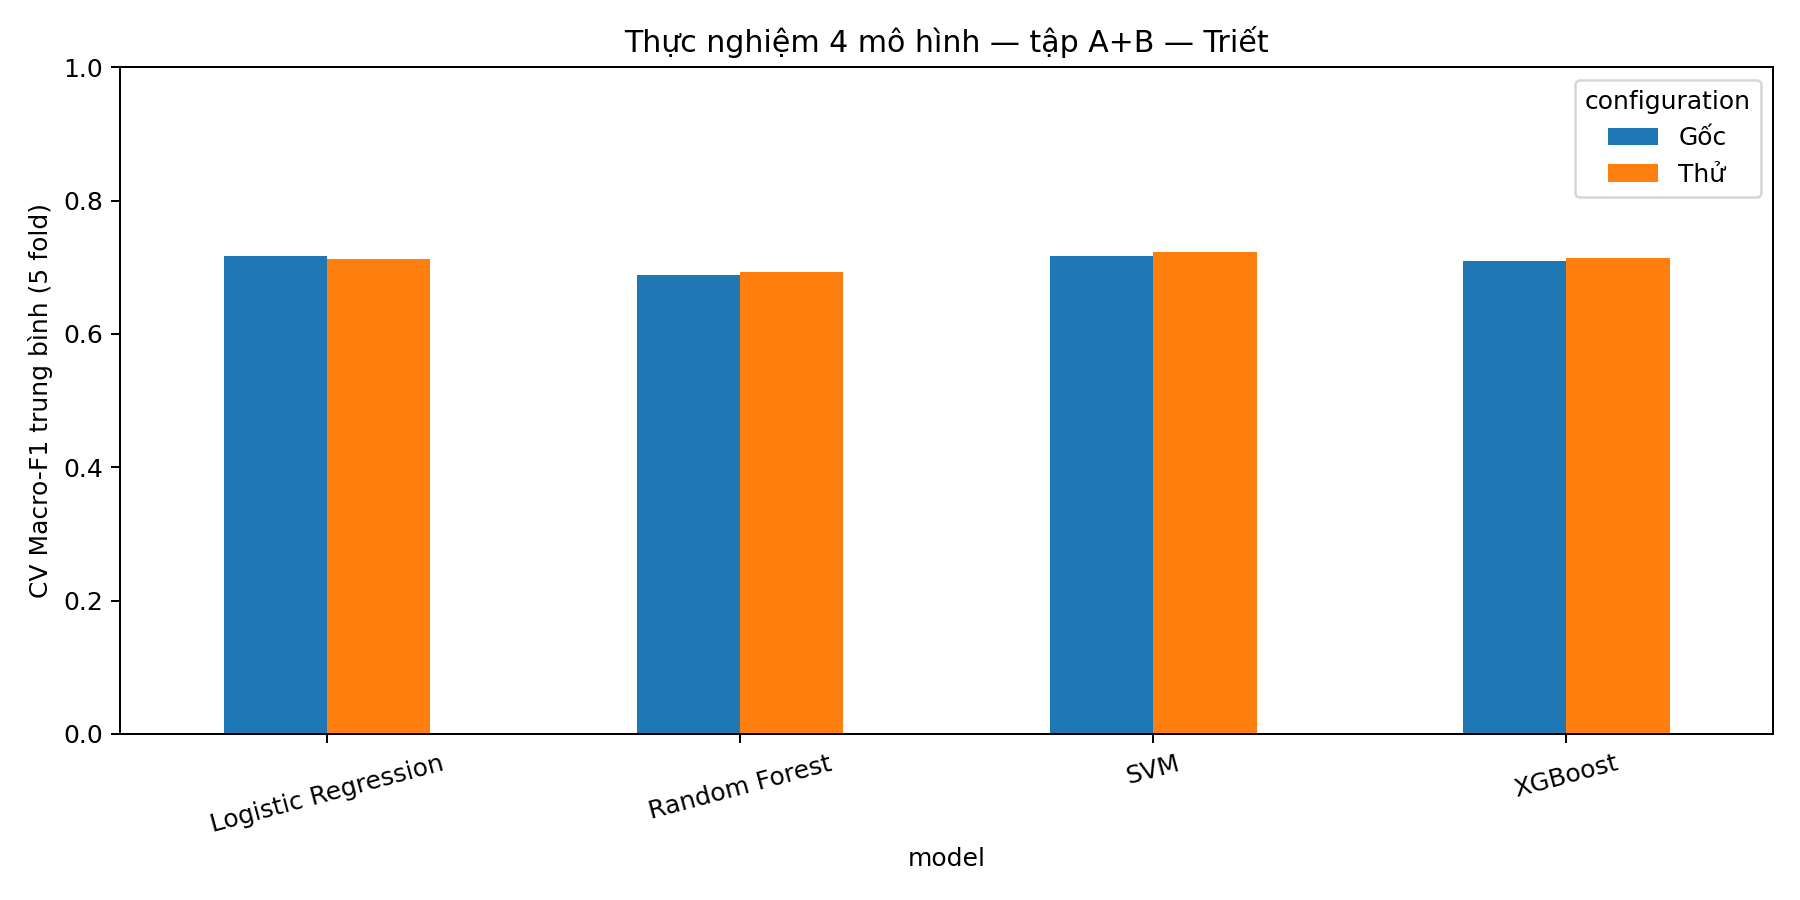 Thực nghiệm 4 mô hình — tập A+B — Triết
configuration
Gốc
Thử
CV Macro-F1 trung bình (5 fold)
1.0
0.8
0.6
0.4
0.2
0.0
Logistic Regression
Random Forest
SVM
XGBoost
model